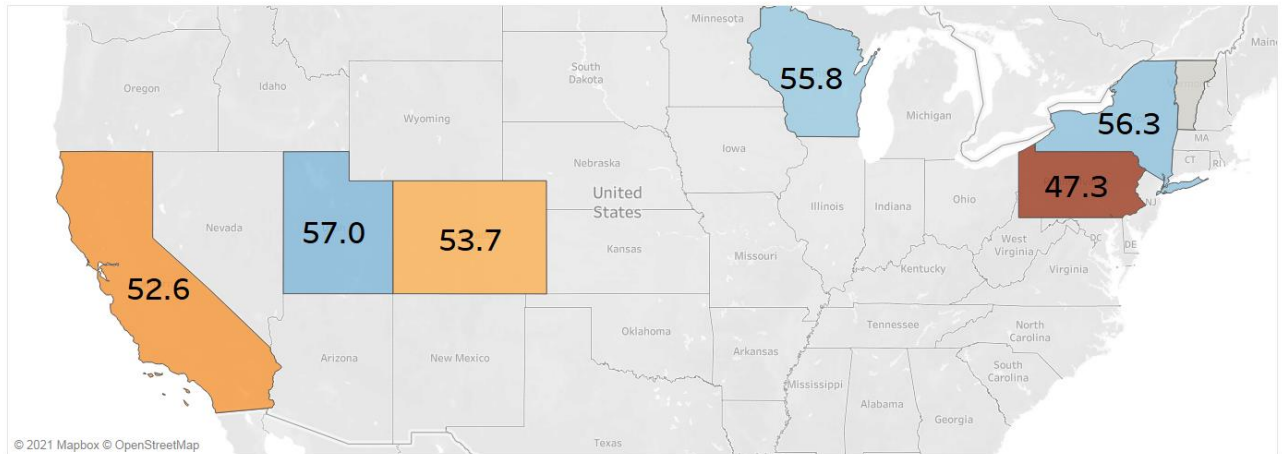 Minnesota
Maine
Oregon
Idaho
South
Dakota
Wyoming
55.8
Michigan
56.3
MA
CT
RI
Iowa
Nebraska
United
States
47.3
NJ
Nevada
57.0
53.7
Illinois
Indiana
Ohio
Kansas
Missouri
West
Virginia
DC
DE
Virginia
Kentucky
52.6
Oklahoma
Tennessee
North
Carolina
Arizona
New Mexico
Arkansas
South
Carolina
Mississippi
Alabama
Georgia
Texas
© 2021 Mapbox © OpenStreetMap